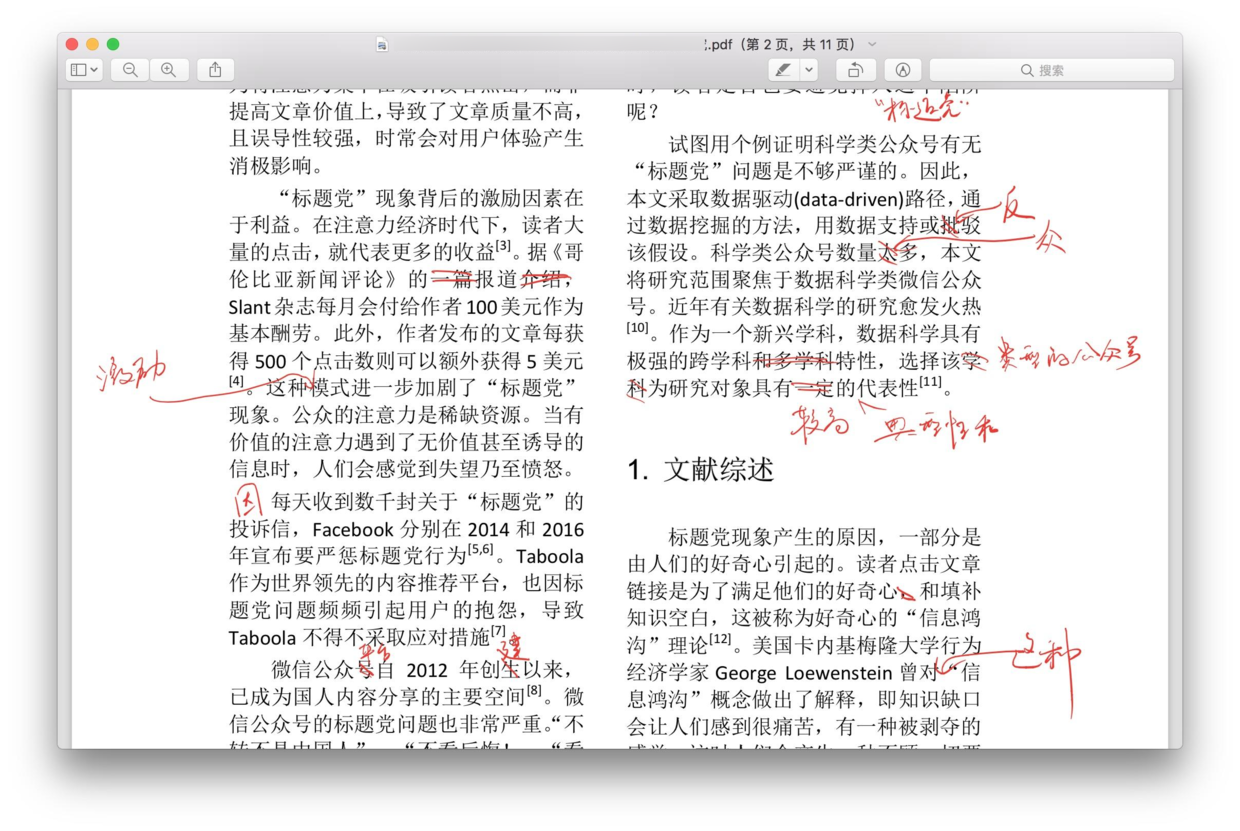 .pdf（第 2 页，共 11 页）
搜索
提高文章价值上，导致了文章质量不高，
且误导性较强，时常会对用户体验产生
消极影响。
“标题党”现象背后的激励因素在
于利益。在注意力经济时代下，读者大
量的点击，就代表更多的收益[3]。据《哥
伦比亚新闻评论》的一篇报道介绍，
Slant 杂志每月会付给作者 100 美元作为
基本酬劳。此外，作者发布的文章每获
得 500 个点击数则可以额外获得 5 美元
[4]。这种模式进一步加剧了“标题党”
激励
现象。公众的注意力是稀缺资源。当有
价值的注意力遇到了无价值甚至诱导的
信息时，人们会感觉到失望乃至愤怒。
因
每天收到数千封关于“标题党”的
投诉信，Facebook 分别在 2014 和 2016
年宣布要严惩标题党行为[5,6]。Taboola
作为世界领先的内容推荐平台，也因标
题党问题频频引起用户的抱怨，导致
Taboola 不得不采取应对措施[7]
平台
建
微信公众号自 2012 年创生以来，
已成为国人内容分享的主要空间[8]。微
信公众号的标题党问题也非常严重。“不
转不是中国人”、“不看后悔！、“看
呢？
“标题党”
试图用个例证明科学类公众号有无
“标题党”问题是不够严谨的。因此，
本文采取数据驱动(data-driven)路径，通
过数据挖掘的方法，用数据支持或批驳
反
该假设。科学类公众号数量太多，本文
众
将研究范围聚焦于数据科学类微信公众
号。近年有关数据科学的研究愈发火热
[10]。作为一个新兴学科，数据科学具有
极强的跨学科和多学科特性，选择该学
类型的公众号
科为研究对象具有一定的代表性[11]。
较高
典型性和
1. 文献综述
标题党现象产生的原因，一部分是
由人们的好奇心引起的。读者点击文章
链接是为了满足他们的好奇心、和填补
知识空白，这被称为好奇心的“信息鸿
沟”理论[12]。美国卡内基梅隆大学行为
这种
经济学家 George Loewenstein 曾对“信
息鸿沟”概念做出了解释，即知识缺口
会让人们感到很痛苦，有一种被剥夺的